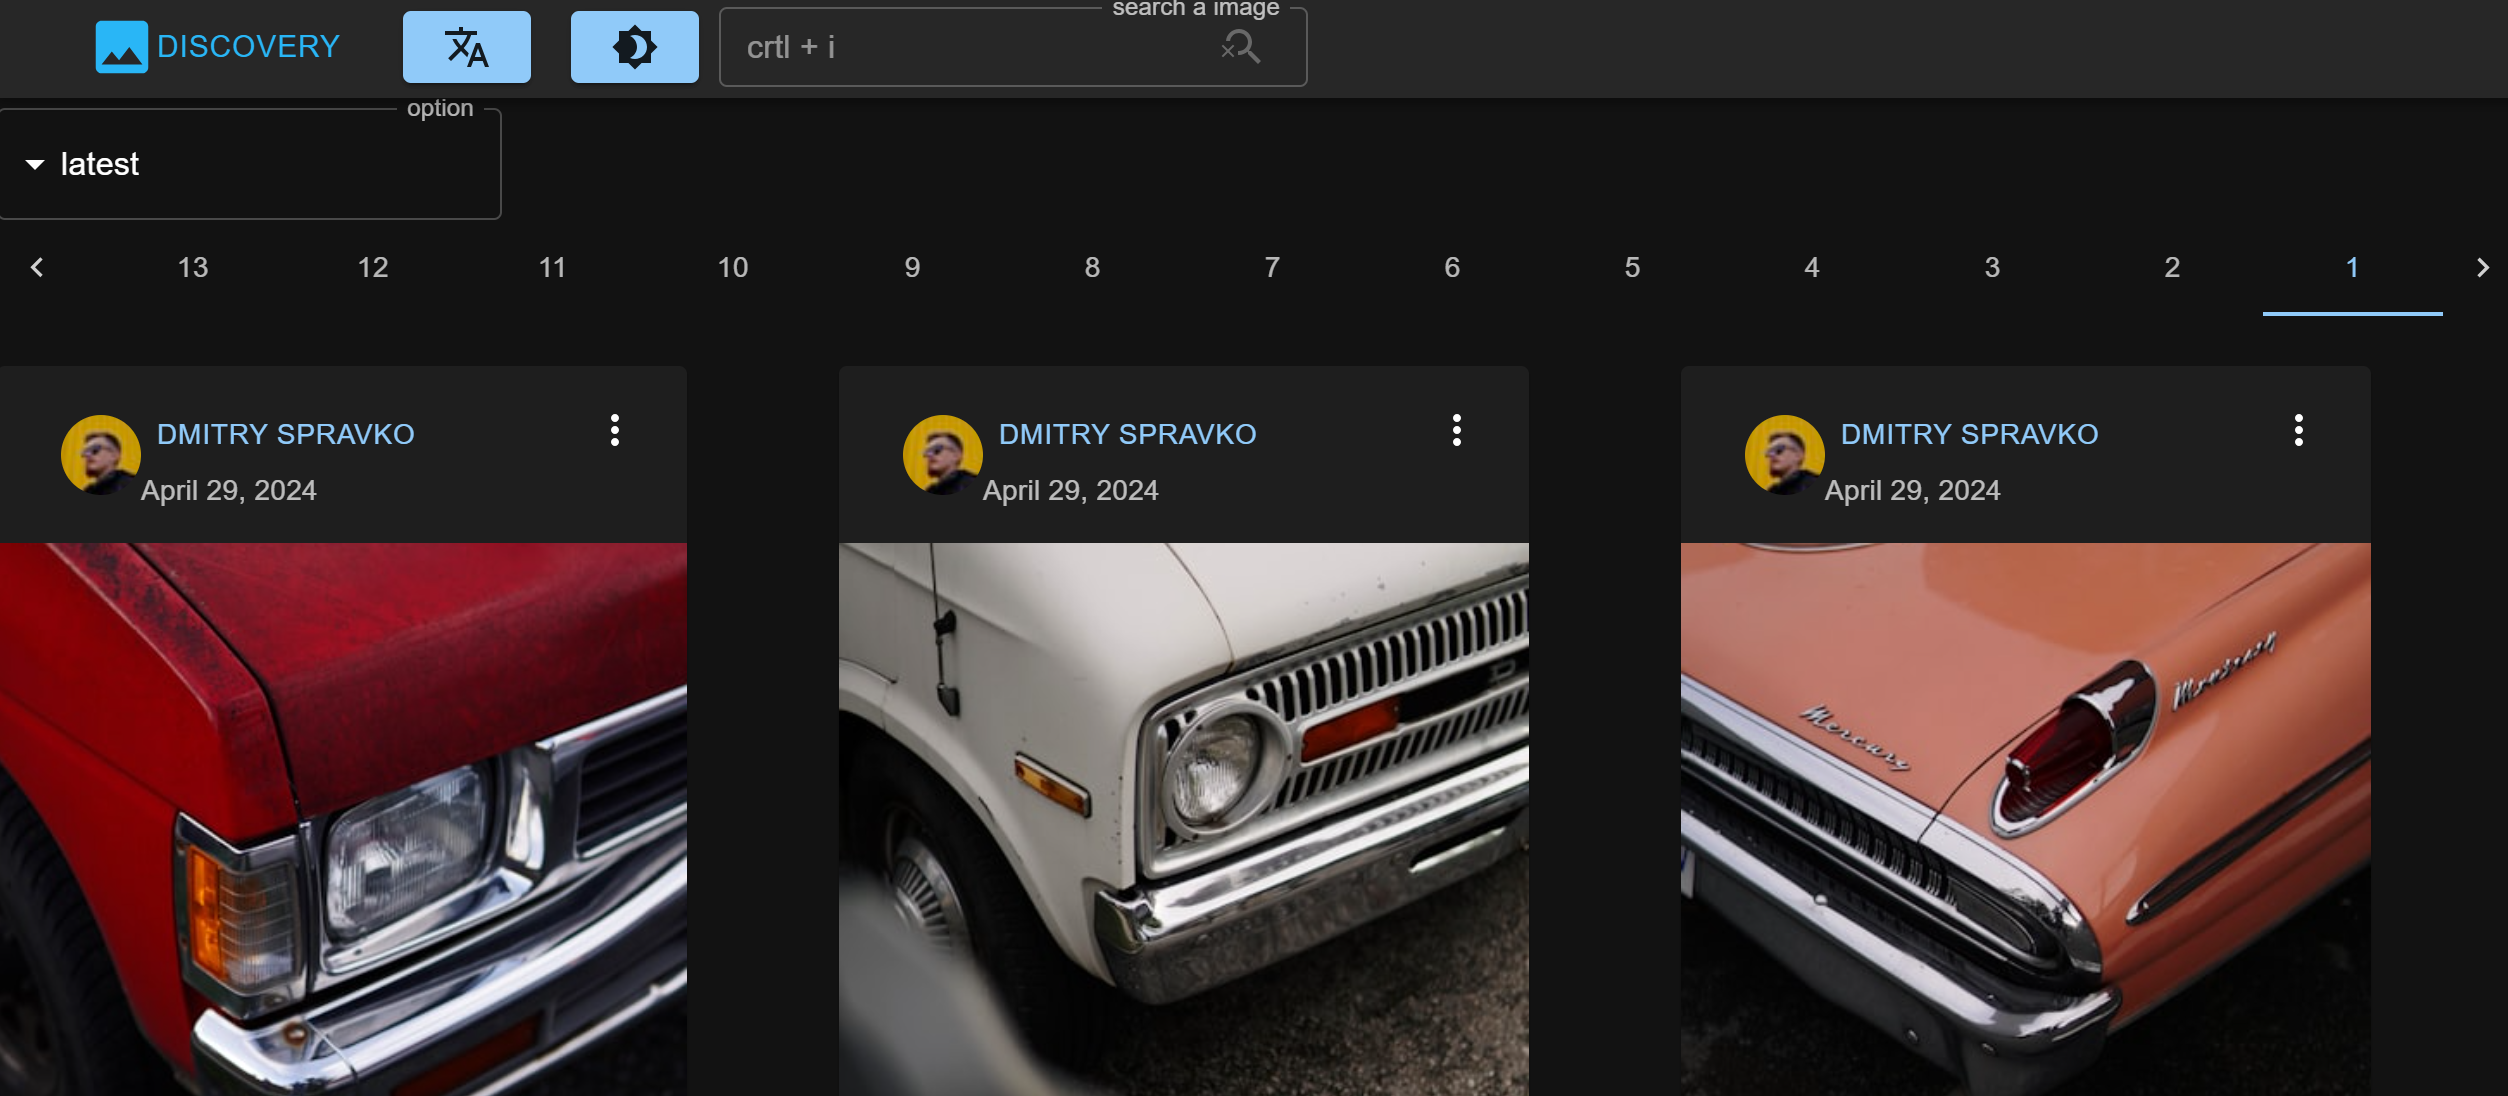 DISCOVERY
search a image
crtl + i
option
latest
13 12 11 10 9 8 7 6 5 4 3 2 1
DMITRY SPRAVKO
April 29, 2024
DMITRY SPRAVKO
April 29, 2024
DMITRY SPRAVKO
April 29, 2024
Mercury
Mercury